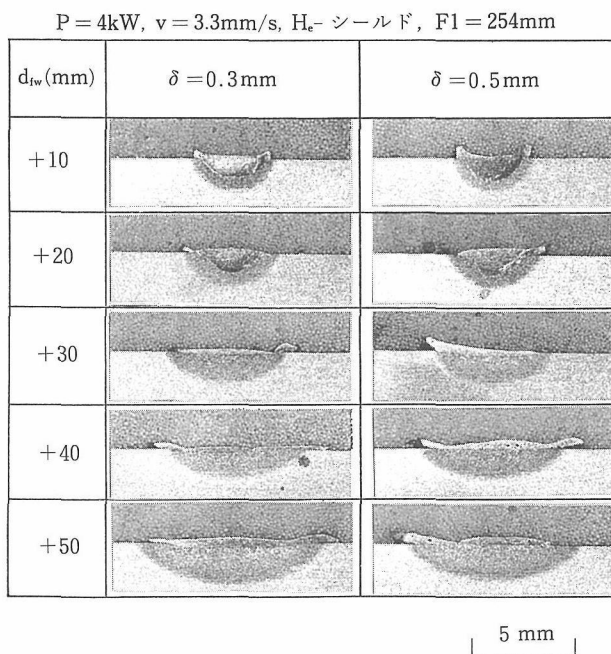 P = 4kW, v = 3.3mm/s, He- シールド, F1 = 254mm
dfw(mm) δ = 0.3mm δ = 0.5mm
+10
+20
+30
+40
+50
5 mm